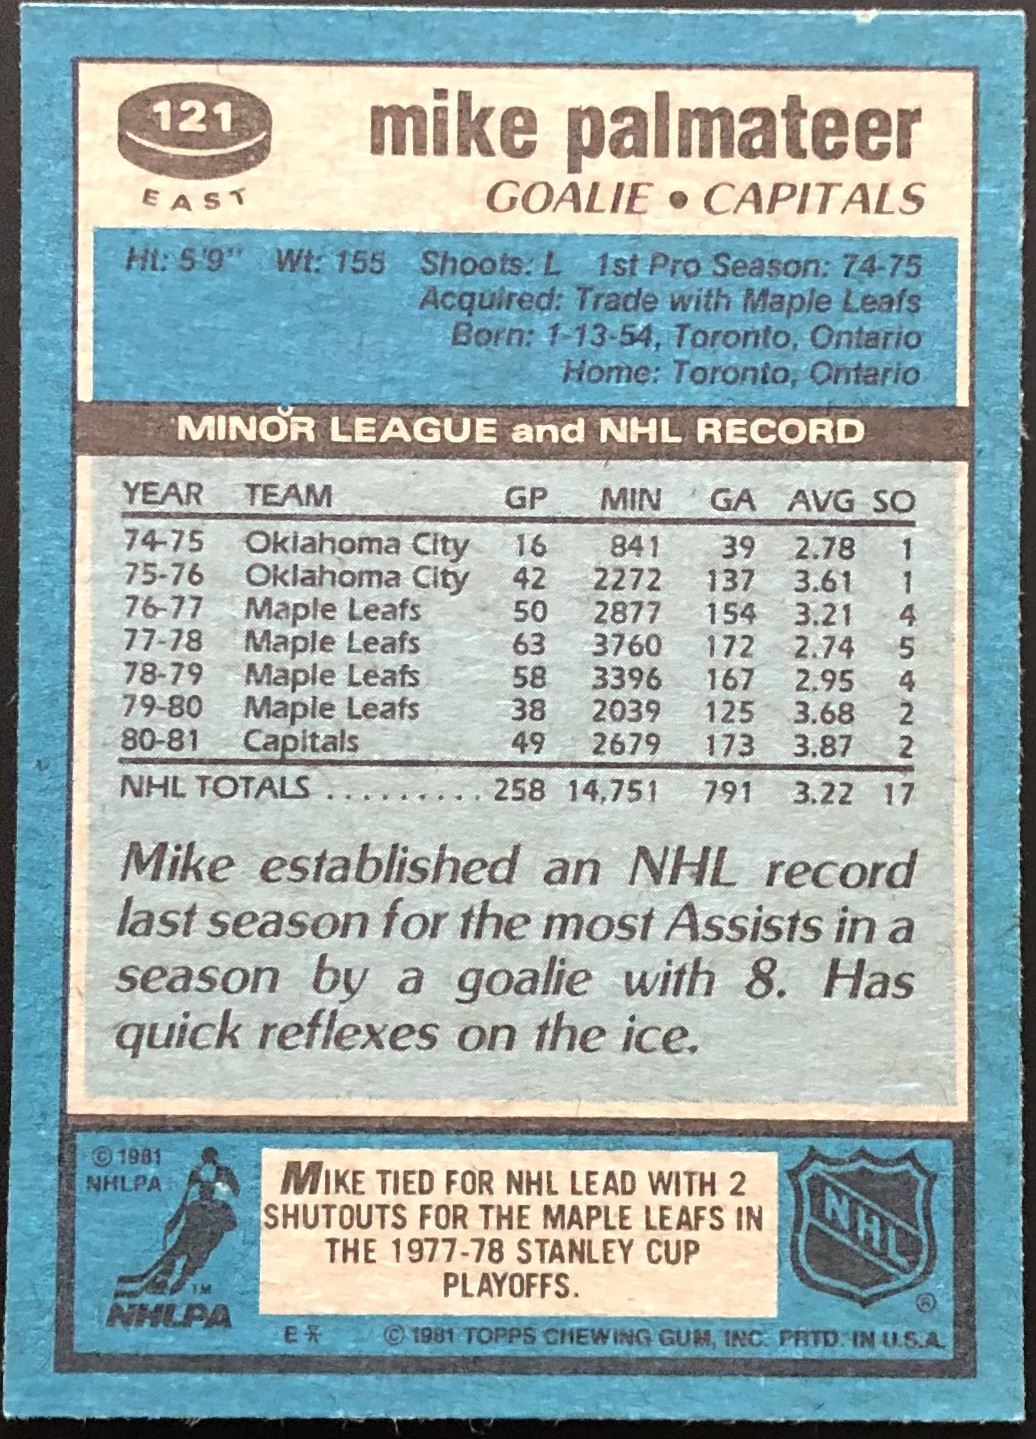 121
EAST
mike palmateer
GOALIE • CAPITALS
Ht: 5'9" Wt: 155 Shoots: L 1st Pro Season: 74-75
Acquired: Trade with Maple Leafs
Born: 1-13-54, Toronto, Ontario
Home: Toronto, Ontario
MINOR LEAGUE and NHL RECORD
YEAR TEAM GP MIN GA AVG SO
74-75 Oklahoma City 16 841 39 2.78 1
75-76 Oklahoma City 42 2272 137 3.61 1
76-77 Maple Leafs 50 2877 154 3.21 4
77-78 Maple Leafs 63 3760 172 2.74 5
78-79 Maple Leafs 58 3396 167 2.95 4
79-80 Maple Leafs 38 2039 125 3.68 2
80-81 Capitals 49 2679 173 3.87 2
NHL TOTALS .......... 258 14,751 791 3.22 17
Mike established an NHL record
last season for the most Assists in a
season by a goalie with 8. Has
quick reflexes on the ice.
© 1981
NHLPA
TM
NHLPA
MIKE TIED FOR NHL LEAD WITH 2
SHUTOUTS FOR THE MAPLE LEAFS IN
THE 1977-78 STANLEY CUP
PLAYOFFS.
NHL
®
E* © 1981 TOPPS CHEWING GUM, INC. PRTD. IN U.S.A.